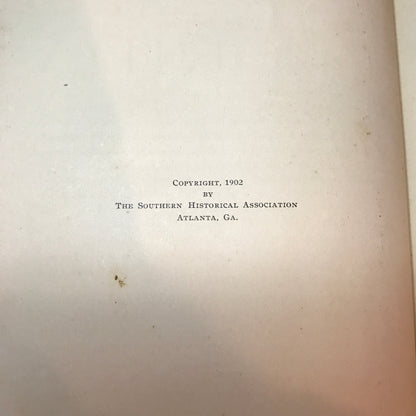 Copyright, 1902
by
The Southern Historical Association
Atlanta, Ga.